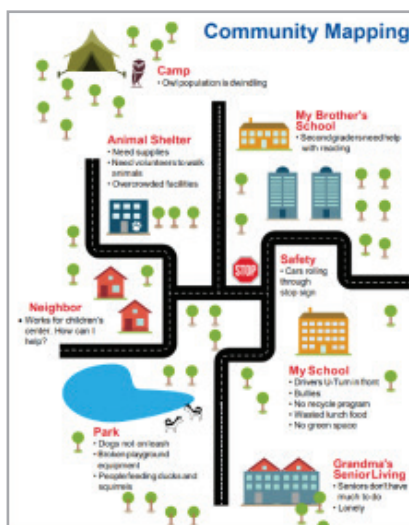 Community Mapping
Camp
• Owl population is dwindling
My Brother's
School
• Second graders need help
with reading
Animal Shelter
• Need supplies
• Need volunteers to walk
animals
• Overcrowded facilities
STOP
Safety
• Cars rolling
through
stop sign
Neighbor
• Works for children's
center. How can I
help?
My School
• Drivers U-Turn in front
• Bullies
• No recycle program
• Wasted lunch food
• No green space
Park
• Dogs not on leash
• Broken playground
equipment
• People feeding ducks and
squirrels
Grandma's
Senior Living
• Seniors don't have
much to do
• Lonely